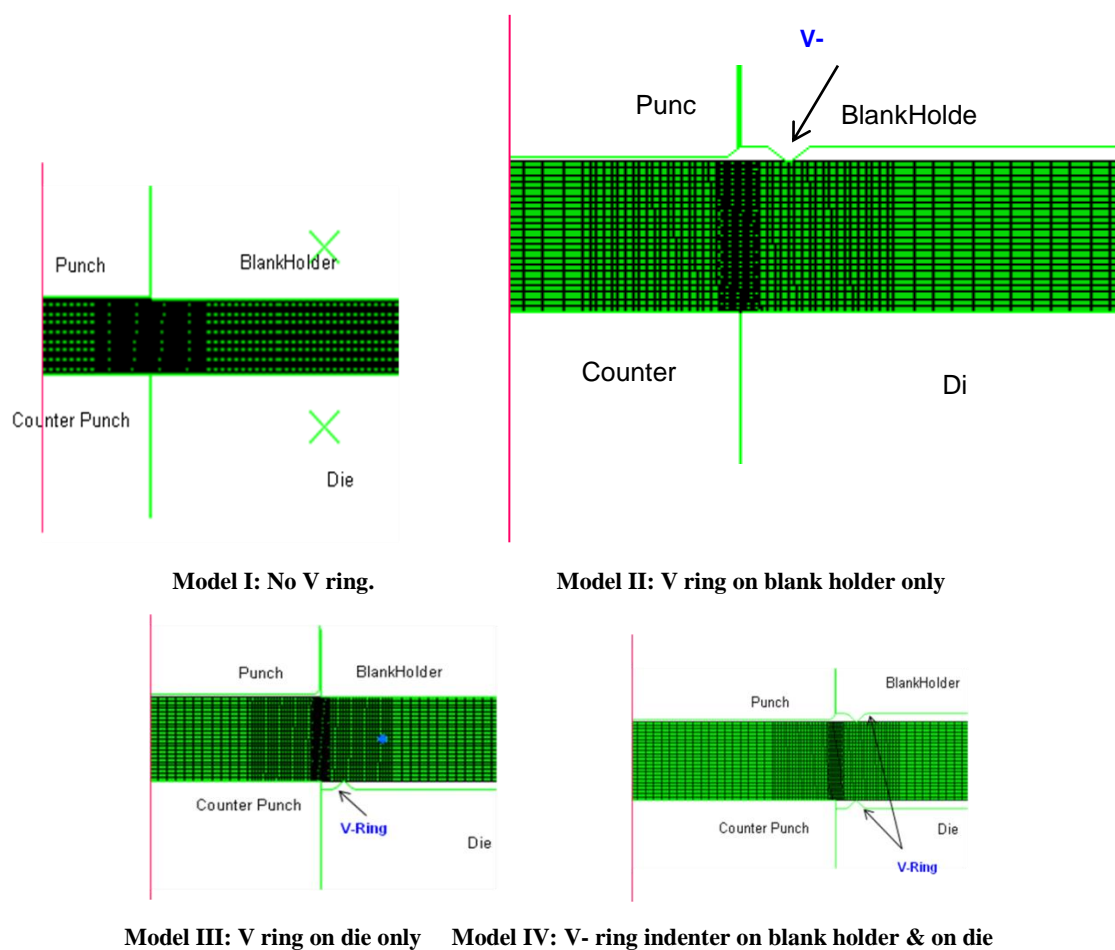 Punch
BlankHolder
Counter Punch
Die
V-
Punc
BlankHolde
Counter
Di
Model I: No V ring.
Model II: V ring on blank holder only
Punch
BlankHolder
Counter Punch
V-Ring
Die
BlankHolder
Punch
Counter Punch
Die
V-Ring
Model III: V ring on die only
Model IV: V- ring indenter on blank holder & on die